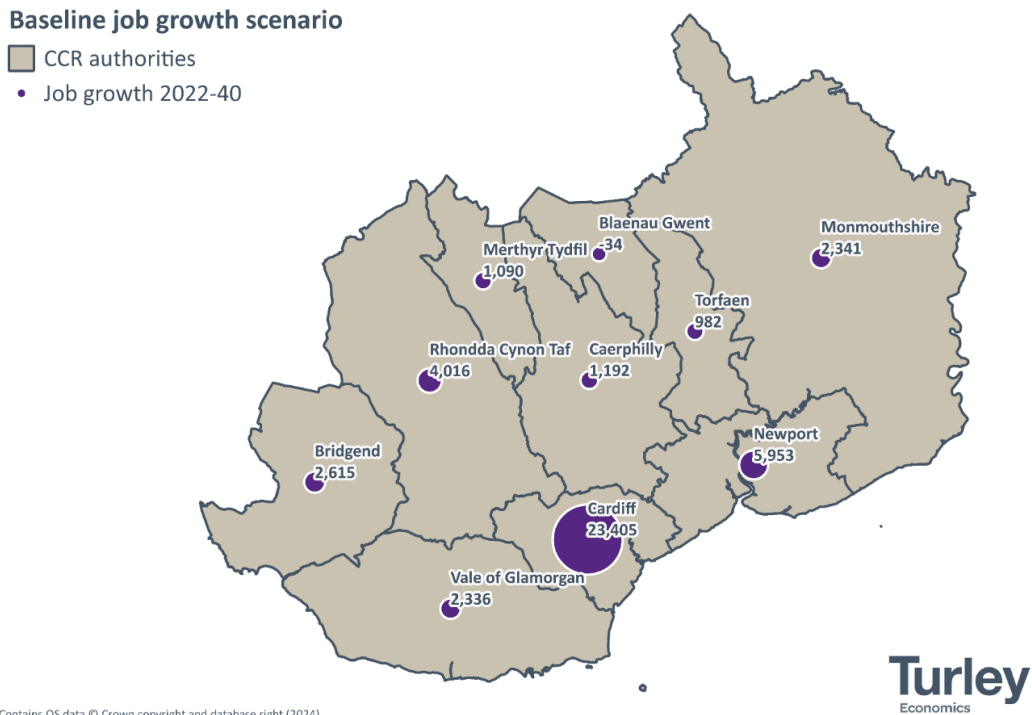 Baseline job growth scenario
CCR authorities
Job growth 2022-40
Blaenau Gwent
-34
Monmouthshire
2,341
Merthyr Tydfil
1,090
Torfaen
982
Rhondda Cynon Taf
4,016
Caerphilly
1,192
Newport
5,953
Bridgend
2,615
Cardiff
23,405
Vale of Glamorgan
2,336
Turley
Economics
Contains OS data © Crown copyright and database right (2024)